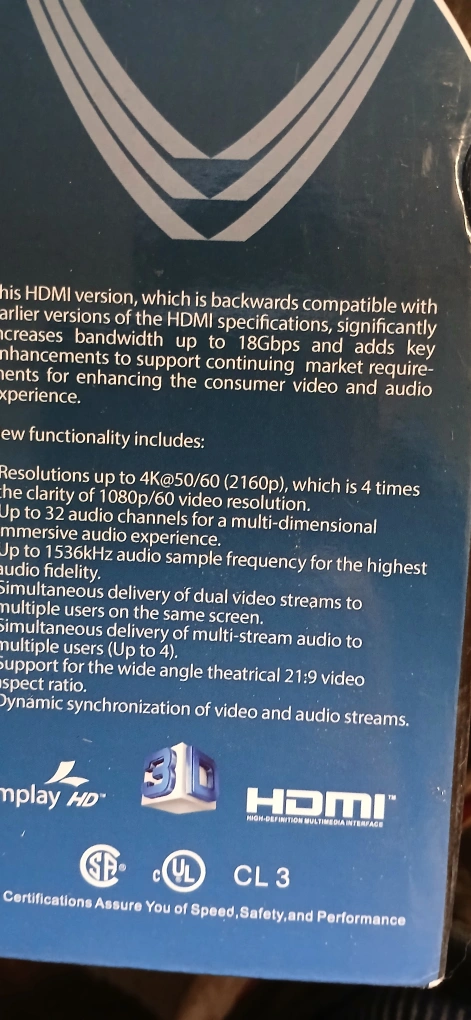 his HDMI version, which is backwards compatible with
arlier versions of the HDMI specifications, significantly
ncreases bandwidth up to 18Gbps and adds key
nhancements to support continuing market require-
ents for enhancing the consumer video and audio
xperience.
ew functionality includes:
Resolutions up to 4K@50/60 (2160p), which is 4 times
he clarity of 1080p/60 video resolution.
Up to 32 audio channels for a multi-dimensional
mmersive audio experience.
Up to 1536kHz audio sample frequency for the highest
audio fidelity.
Simultaneous delivery of dual video streams to
multiple users on the same screen.
Simultaneous delivery of multi-stream audio to
multiple users (Up to 4).
Support for the wide angle theatrical 21:9 video
aspect ratio.
Dynamic synchronization of video and audio streams.
mplay HD™ 3D HDMI™
HIGH-DEFINITION MULTIMEDIA INTERFACE
SA® cUL CL 3
Certifications Assure You of Speed,Safety,and Performance